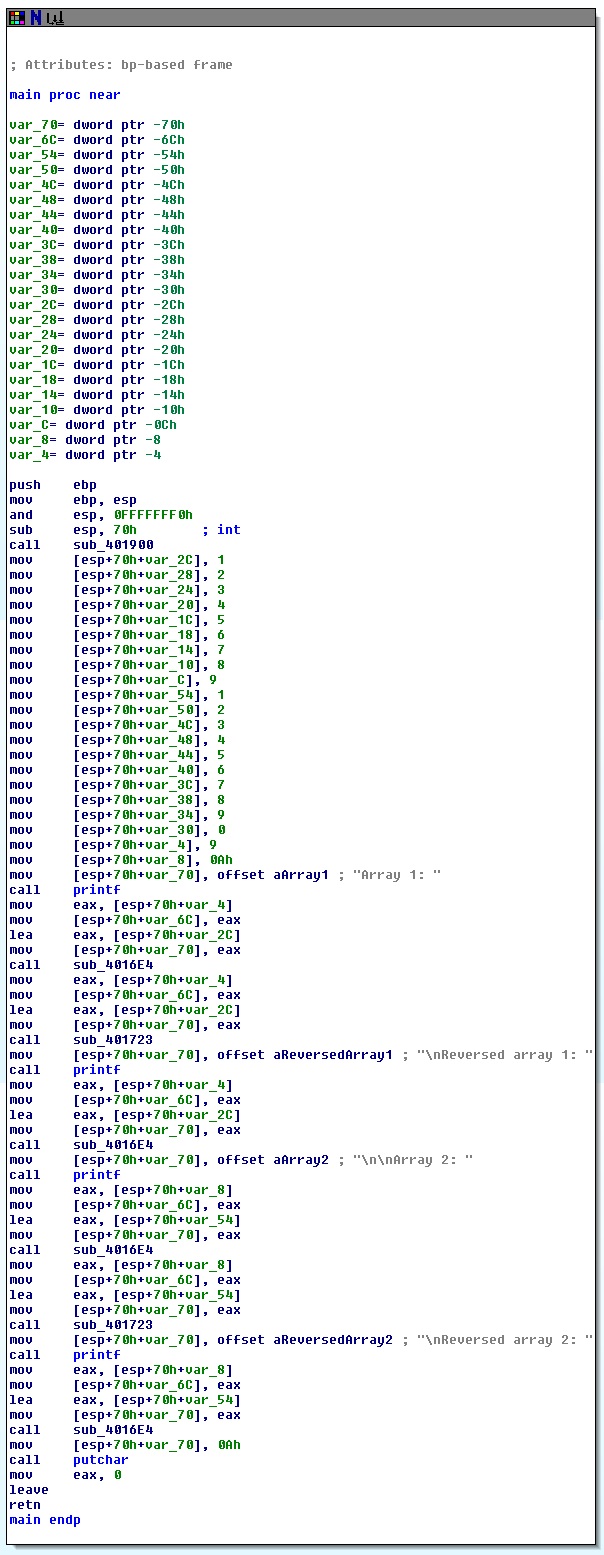 ; Attributes: bp-based frame
main proc near
var_70= dword ptr -70h
var_6C= dword ptr -6Ch
var_54= dword ptr -54h
var_50= dword ptr -50h
var_4C= dword ptr -4Ch
var_48= dword ptr -48h
var_44= dword ptr -44h
var_40= dword ptr -40h
var_3C= dword ptr -3Ch
var_38= dword ptr -38h
var_34= dword ptr -34h
var_30= dword ptr -30h
var_2C= dword ptr -2Ch
var_28= dword ptr -28h
var_24= dword ptr -24h
var_20= dword ptr -20h
var_1C= dword ptr -1Ch
var_18= dword ptr -18h
var_14= dword ptr -14h
var_10= dword ptr -10h
var_C= dword ptr -0Ch
var_8= dword ptr -8
var_4= dword ptr -4
push    ebp
mov     ebp, esp
and     esp, 0FFFFFFF0h
sub     esp, 70h        ; int
call    sub_401900
mov     [esp+70h+var_2C], 1
mov     [esp+70h+var_28], 2
mov     [esp+70h+var_24], 3
mov     [esp+70h+var_20], 4
mov     [esp+70h+var_1C], 5
mov     [esp+70h+var_18], 6
mov     [esp+70h+var_14], 7
mov     [esp+70h+var_10], 8
mov     [esp+70h+var_C], 9
mov     [esp+70h+var_54], 1
mov     [esp+70h+var_50], 2
mov     [esp+70h+var_4C], 3
mov     [esp+70h+var_48], 4
mov     [esp+70h+var_44], 5
mov     [esp+70h+var_40], 6
mov     [esp+70h+var_3C], 7
mov     [esp+70h+var_38], 8
mov     [esp+70h+var_34], 9
mov     [esp+70h+var_30], 0
mov     [esp+70h+var_4], 9
mov     [esp+70h+var_8], 0Ah
mov     [esp+70h+var_70], offset aArray1 ; "Array 1: "
call    printf
mov     eax, [esp+70h+var_4]
mov     [esp+70h+var_6C], eax
lea     eax, [esp+70h+var_2C]
mov     [esp+70h+var_70], eax
call    sub_4016E4
mov     eax, [esp+70h+var_4]
mov     [esp+70h+var_6C], eax
lea     eax, [esp+70h+var_2C]
mov     [esp+70h+var_70], eax
call    sub_401723
mov     [esp+70h+var_70], offset aReversedArray1 ; "\nReversed array 1: "
call    printf
mov     eax, [esp+70h+var_4]
mov     [esp+70h+var_6C], eax
lea     eax, [esp+70h+var_2C]
mov     [esp+70h+var_70], eax
call    sub_4016E4
mov     [esp+70h+var_70], offset aArray2 ; "\n\nArray 2: "
call    printf
mov     eax, [esp+70h+var_8]
mov     [esp+70h+var_6C], eax
lea     eax, [esp+70h+var_54]
mov     [esp+70h+var_70], eax
call    sub_4016E4
mov     eax, [esp+70h+var_8]
mov     [esp+70h+var_6C], eax
lea     eax, [esp+70h+var_54]
mov     [esp+70h+var_70], eax
call    sub_401723
mov     [esp+70h+var_70], offset aReversedArray2 ; "\nReversed array 2: "
call    printf
mov     eax, [esp+70h+var_8]
mov     [esp+70h+var_6C], eax
lea     eax, [esp+70h+var_54]
mov     [esp+70h+var_70], eax
call    sub_4016E4
mov     [esp+70h+var_70], 0Ah
call    putchar
mov     eax, 0
leave
retn
main endp